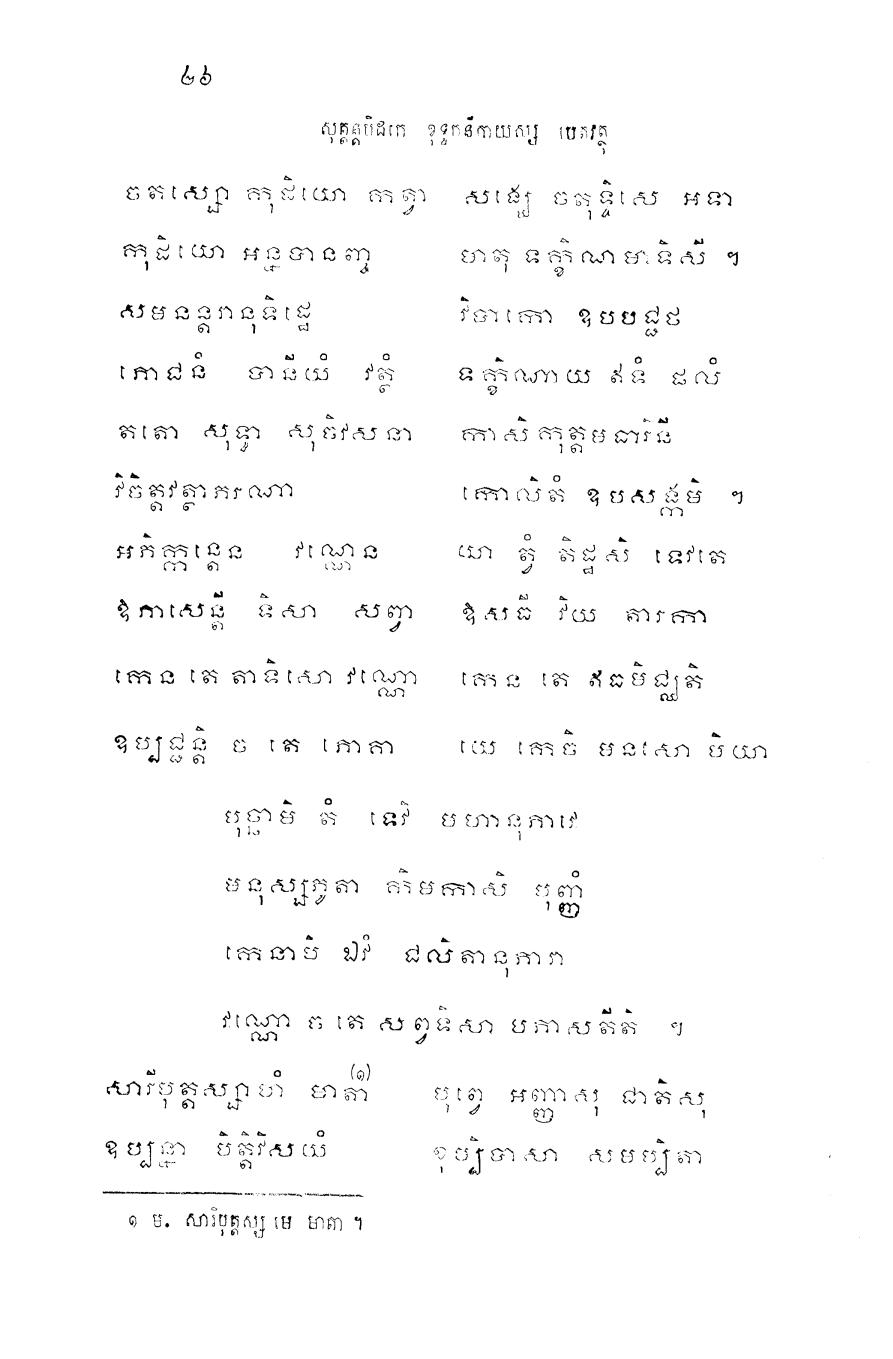 ៤៦
សុត្តន្តបិដកេ ខុទ្ទកនិកាយស្ស បេតវត្ថុ
ចតស្សោ កុដិយោ កត្វា សង្ឃេ ចតុទ្ទិសេ អទា
កុដិយោ អន្នបានញ្ច មាតុ ទក្ខិណមាទិសិ ។
សមនន្តរានុទិដ្ឋេ វិបាកោ ឧបបជ្ជថ
ភោជនំ បានីយំ វត្ថំ ទក្ខិណាយ ឥទំ ផលំ
តតោ សុទ្ធា សុចិវសនា កាសិកុត្តមធារិនី
វិចិត្តវត្ថាភរណា កោលិតំ ឧបសង្កមិ ។
អភិក្កន្តេន វណ្ណេន យា ត្វំ តិដ្ឋសិ ទេវតេ
ឱភាសេន្តី ទិសា សព្វា ឱសធី វិយ តារកា
កេន តេ តាទិសោ វណ្ណោ កេន តេ ឥធមិជ្ឈតិ
ឧប្បជ្ជន្តិ ច តេ ភោគា យេ កេចិ មនសោ បិយា
បុច្ឆាមិ តំ ទេវិ មហានុភាវេ
មនុស្សភូតា កិមកាសិ បុញ្ញំ
កេនាបិ ឯវំ ជលិតានុភាវា
វណ្ណោ ច តេ សព្វទិសា បភាសតីតិ ។
សារីបុត្តស្សាហំ មាតា (១) បុព្វេ អញ្ញាសុ ជាតិសុ
ឧប្បន្នា បិត្តិវិសយំ ខុប្បិបាសា សមប្បិតា
១ ម. សារិបុត្តស្ស មេ មាតា ។